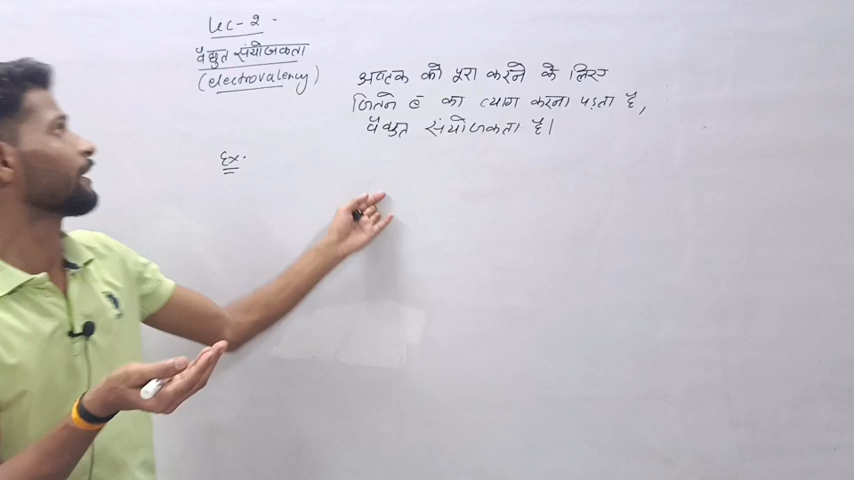 Lec-2.
वैद्युत संयोजकता
(electrovalency)
अष्टक को पूरा करने के लिए
जितने e̅ का त्याग करना पड़ता है,
वैद्युत संयोजकता है।
Ex.